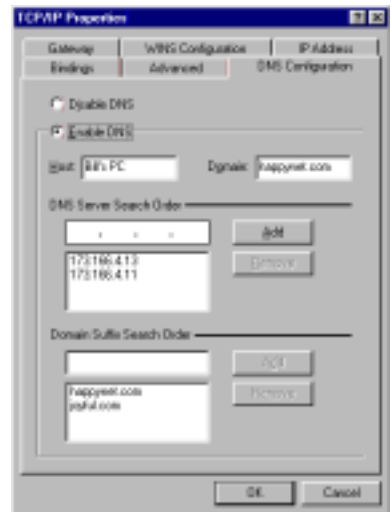 TCP/IP Properties
Gateway WINS Configuration IP Address
Bindings Advanced DNS Configuration
Disable DNS
Enable DNS
Host: Bill's PC Domain: happynet.com
DNS Server Search Order
. . . Add
173.166.4.13 Remove
173.166.4.11
Domain Suffix Search Order
Add
happynet.com Remove
joyful.com
OK Cancel